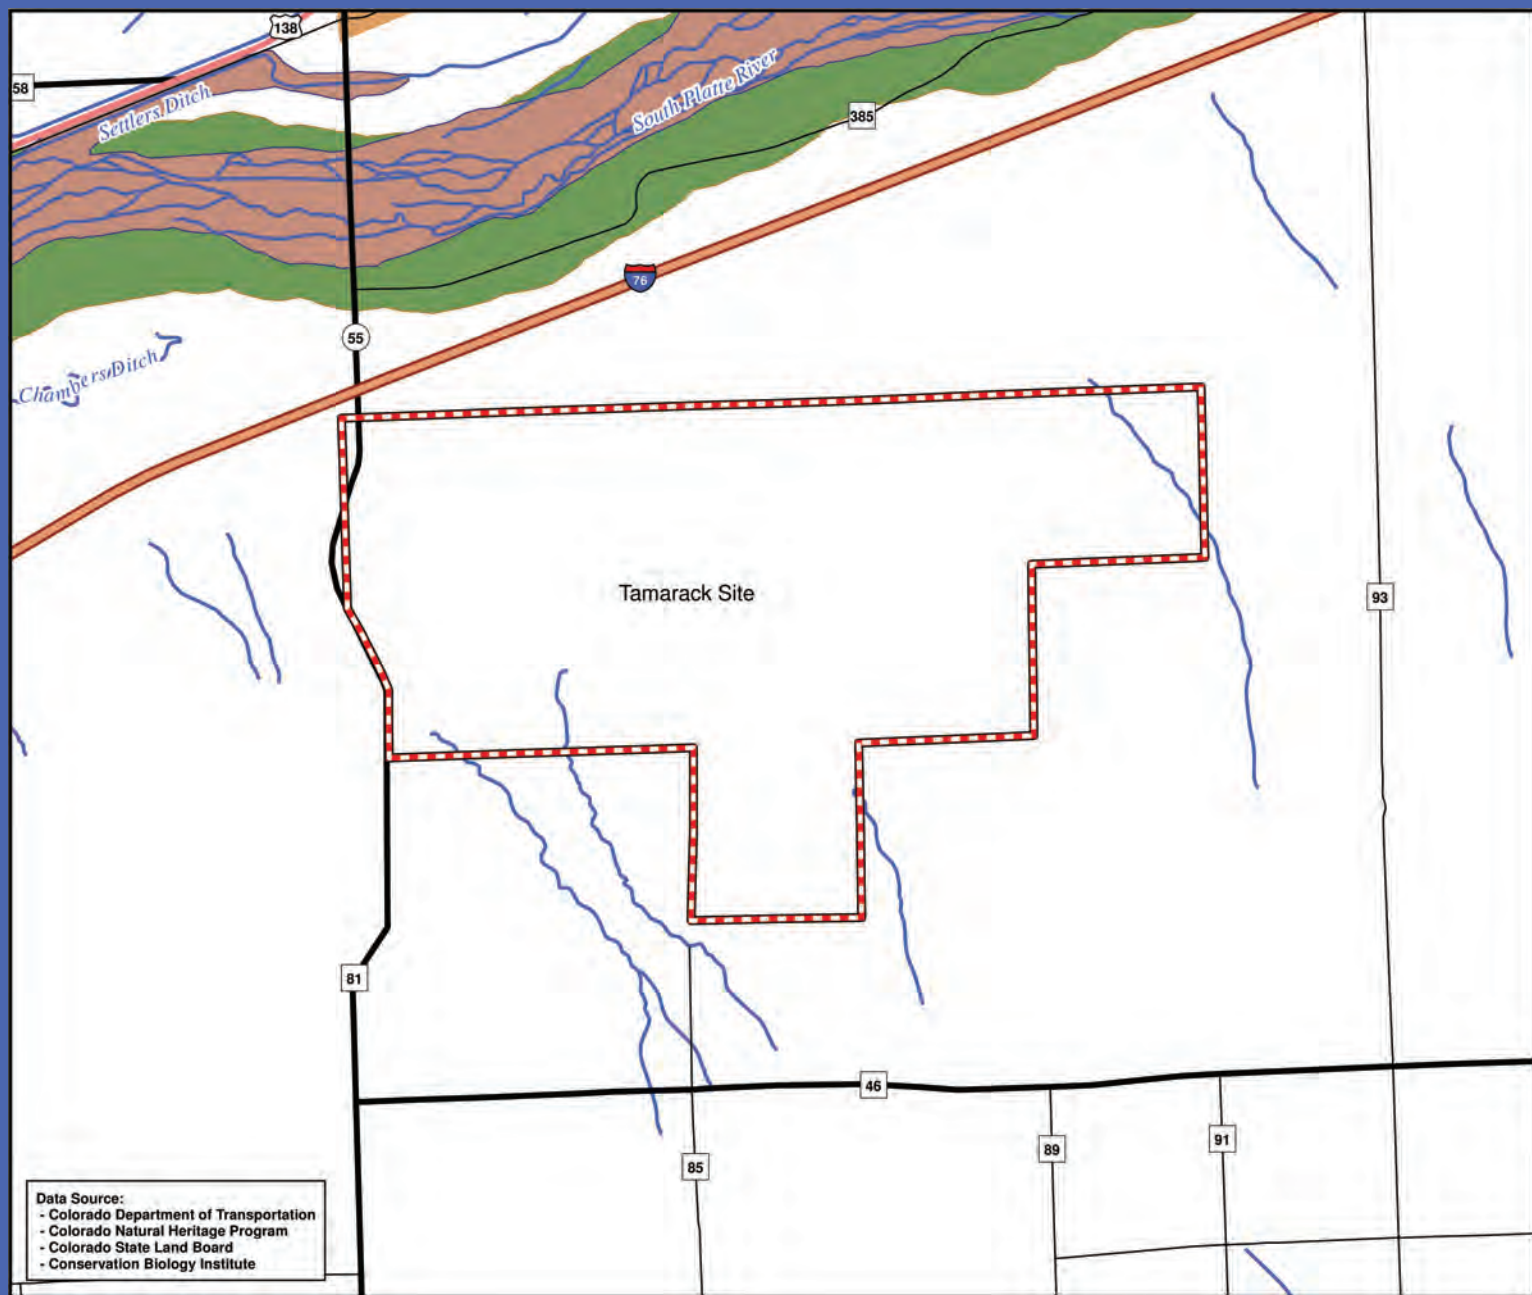 138
58
Settlers Ditch
South Platte River
385
76
55
Chambers Ditch
Tamarack Site
93
81
46
89
91
85
Data Source:
- Colorado Department of Transportation
- Colorado Natural Heritage Program
- Colorado State Land Board
- Conservation Biology Institute